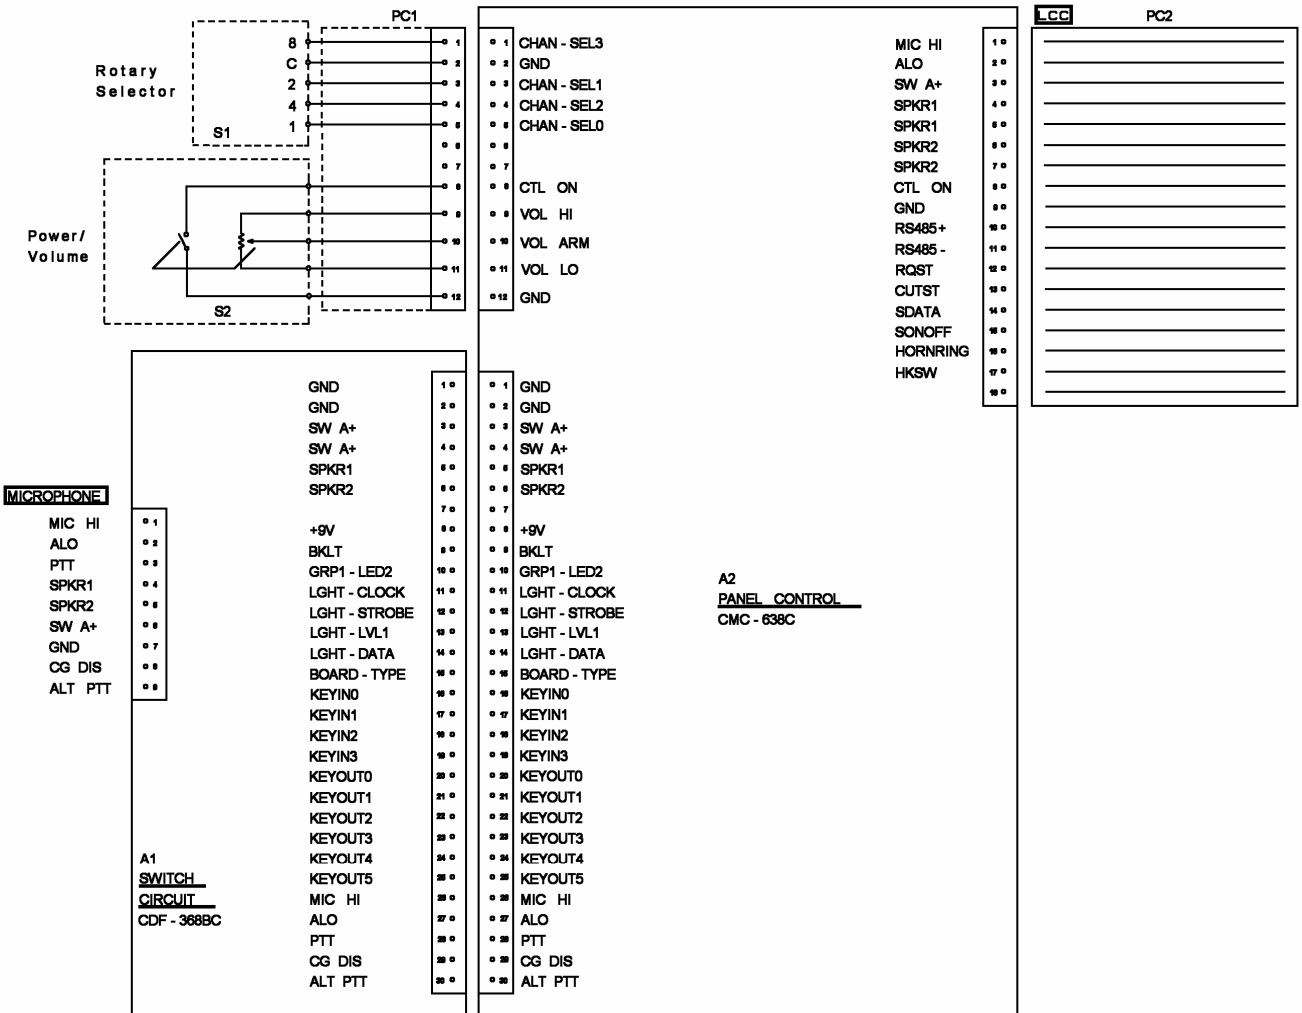 PC1
LCC PC2
8
C
2
4
1
Rotary
Selector
S1
Power/
Volume
S2
1
2
3
4
5
6
7
8
9
10
11
12
1 CHAN - SEL3
2 GND
3 CHAN - SEL1
4 CHAN - SEL2
5 CHAN - SEL0
6
7
8 CTL ON
9 VOL HI
10 VOL ARM
11 VOL LO
12 GND
MIC HI 1
ALO 2
SW A+ 3
SPKR1 4
SPKR1 5
SPKR2 6
SPKR2 7
CTL ON 8
GND 9
RS485+ 10
RS485 - 11
RQST 12
CUTST 13
SDATA 14
SONOFF 15
HORNRING 16
HKSW 17
18
GND 1
GND 2
SW A+ 3
SW A+ 4
SPKR1 5
SPKR2 6
7
+9V 8
BKLT 9
GRP1 - LED2 10
LGHT - CLOCK 11
LGHT - STROBE 12
LGHT - LVL1 13
LGHT - DATA 14
BOARD - TYPE 15
KEYIN0 16
KEYIN1 17
KEYIN2 18
KEYIN3 19
KEYOUT0 20
KEYOUT1 21
KEYOUT2 22
KEYOUT3 23
KEYOUT4 24
KEYOUT5 25
MIC HI 26
ALO 27
PTT 28
CG DIS 29
ALT PTT 30
1 GND
2 GND
3 SW A+
4 SW A+
5 SPKR1
6 SPKR2
7
8 +9V
9 BKLT
10 GRP1 - LED2
11 LGHT - CLOCK
12 LGHT - STROBE
13 LGHT - LVL1
14 LGHT - DATA
15 BOARD - TYPE
16 KEYIN0
17 KEYIN1
18 KEYIN2
19 KEYIN3
20 KEYOUT0
21 KEYOUT1
22 KEYOUT2
23 KEYOUT3
24 KEYOUT4
25 KEYOUT5
26 MIC HI
27 ALO
28 PTT
29 CG DIS
30 ALT PTT
MICROPHONE
MIC HI 1
ALO 2
PTT 3
SPKR1 4
SPKR2 5
SW A+ 6
GND 7
CG DIS 8
ALT PTT 9
A1
SWITCH
CIRCUIT
CDF - 368BC
A2
PANEL CONTROL
CMC - 638C